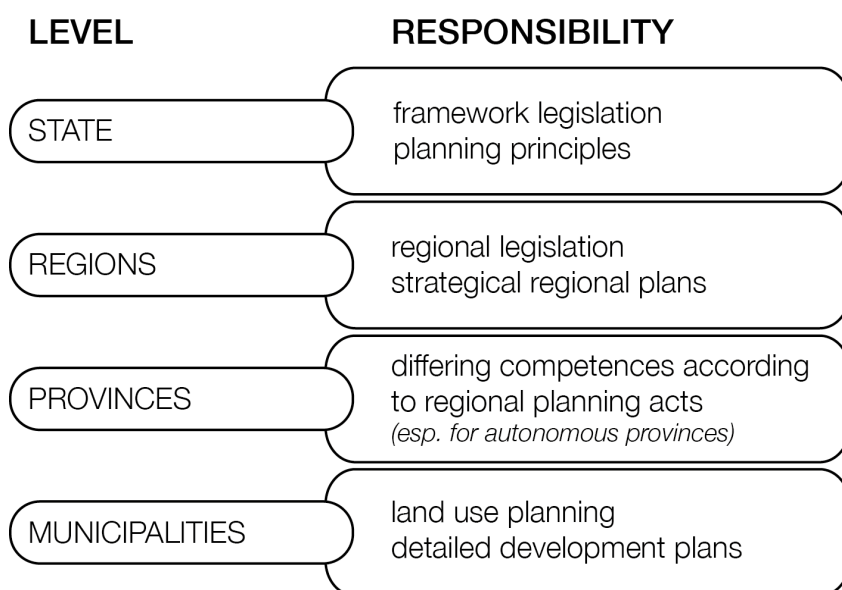 LEVEL
RESPONSIBILITY
STATE
framework legislation
planning principles
REGIONS
regional legislation
strategical regional plans
PROVINCES
differing competences according
to regional planning acts
(esp. for autonomous provinces)
MUNICIPALITIES
land use planning
detailed development plans